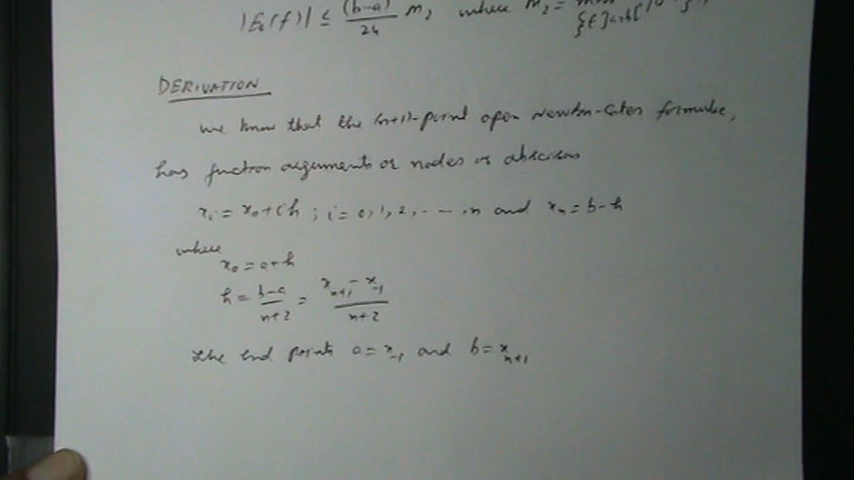 |E₀(f)| ≤ (b-a)/24 M₂ where M₂ =
DERIVATION
We know that the (n+1)-point open Newton-Cotes formulae,
has function arguments or nodes or abscissas
xᵢ = x₀ + ih ; i = 0, 1, 2, - - - , n and xₙ = b - h
where
x₀ = a + h
h = (b-a)/(n+2) = (xₙ₊₁ - x₋₁)/(n+2)
The end points a = x₋₁ and b = xₙ₊₁